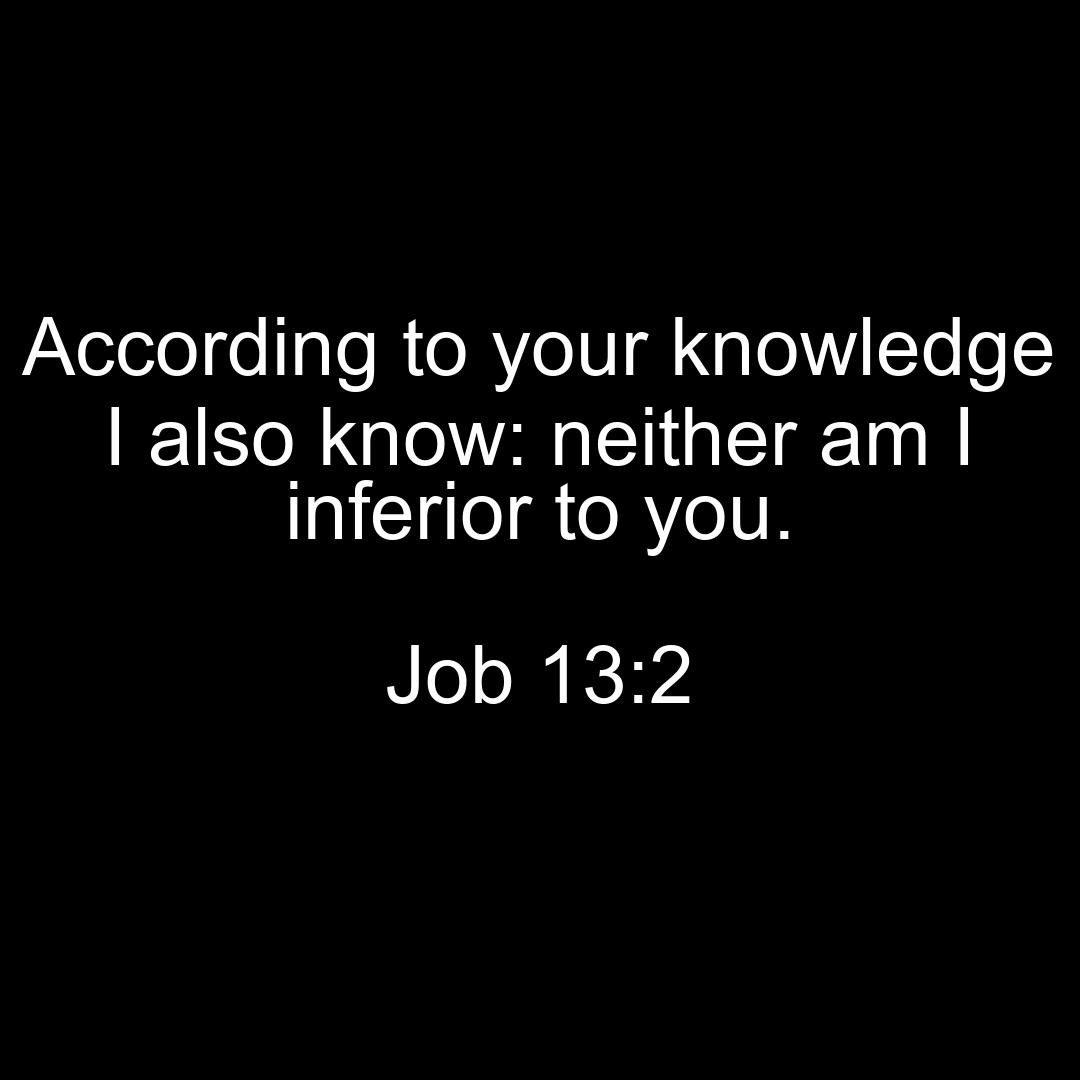 According to your knowledge
I also know: neither am I
inferior to you.
Job 13:2